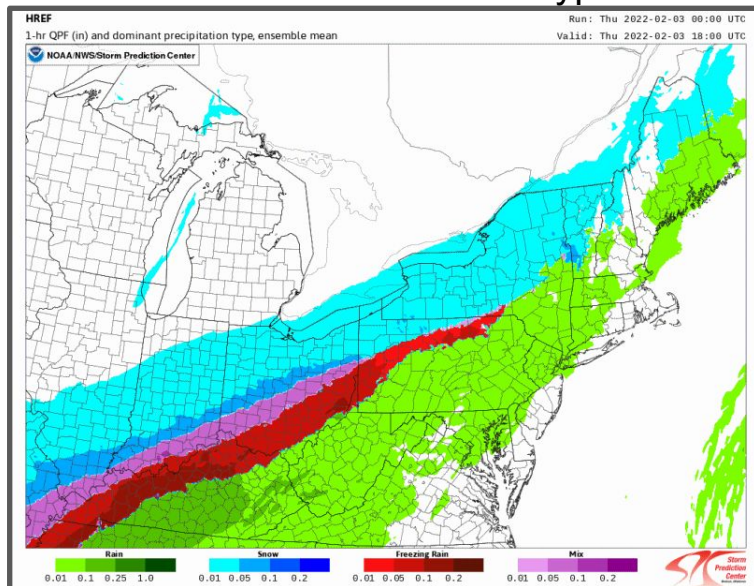 HREF
Run: Thu 2022-02-03 00:00 UTC
1-hr QPF (in) and dominant precipitation type, ensemble mean
Valid: Thu 2022-02-03 18:00 UTC
NOAA/NWS/Storm Prediction Center
Rain Snow Freezing Rain Mix
0.01 0.1 0.25 1.0 0.01 0.05 0.1 0.2 0.01 0.05 0.1 0.2 0.01 0.05 0.1 0.2
Storm
Prediction
Center